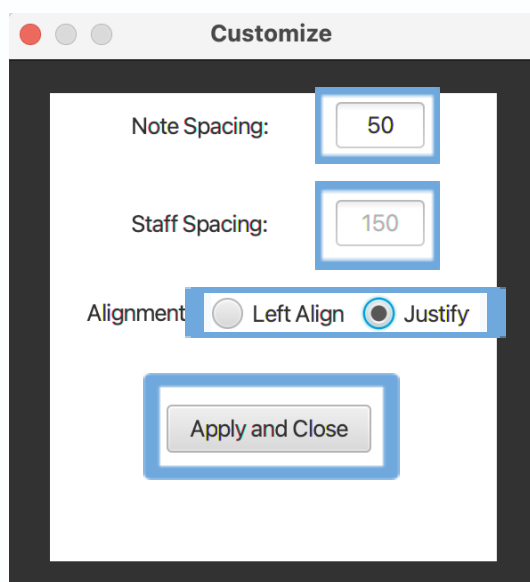 Customize
Note Spacing: 50
Staff Spacing: 150
Alignment Left Align Justify
Apply and Close